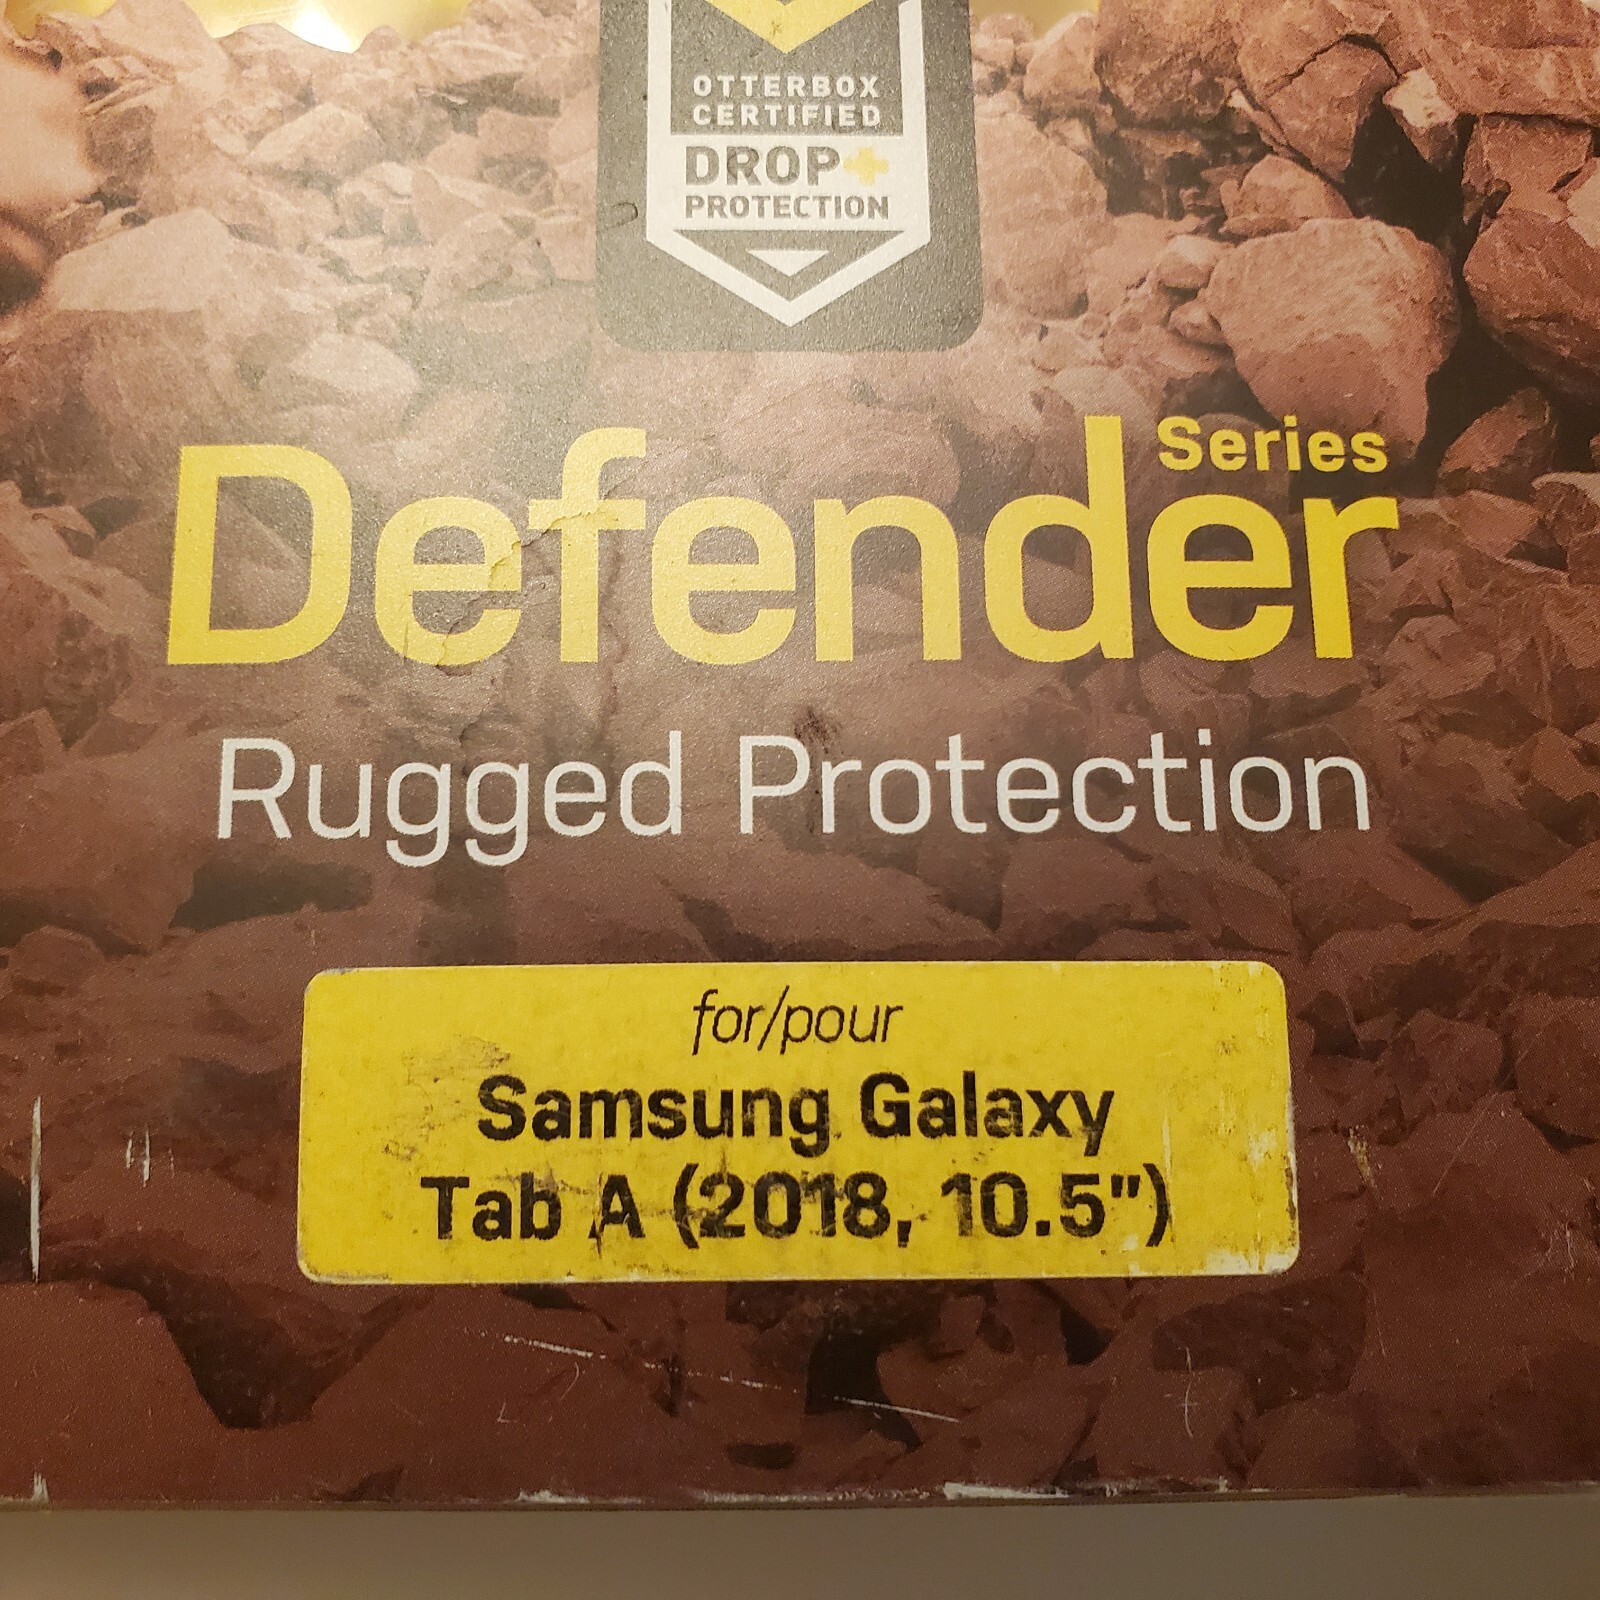 OTTERBOX
CERTIFIED
DROP+
PROTECTION
Defender Series
Rugged Protection
for/pour
Samsung Galaxy
Tab A (2018, 10.5")